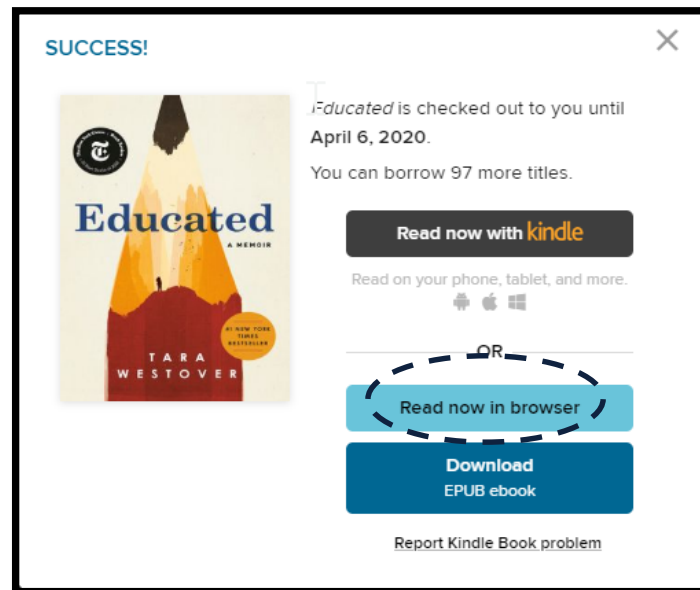 SUCCESS!
Educated is checked out to you until
April 6, 2020.
You can borrow 97 more titles.
Educated
A MEMOIR
#1 NEW YORK
TIMES
BESTSELLER
TARA
WESTOVER
Read now with kindle
Read on your phone, tablet, and more.
OR
Read now in browser
Download
EPUB ebook
Report Kindle Book problem